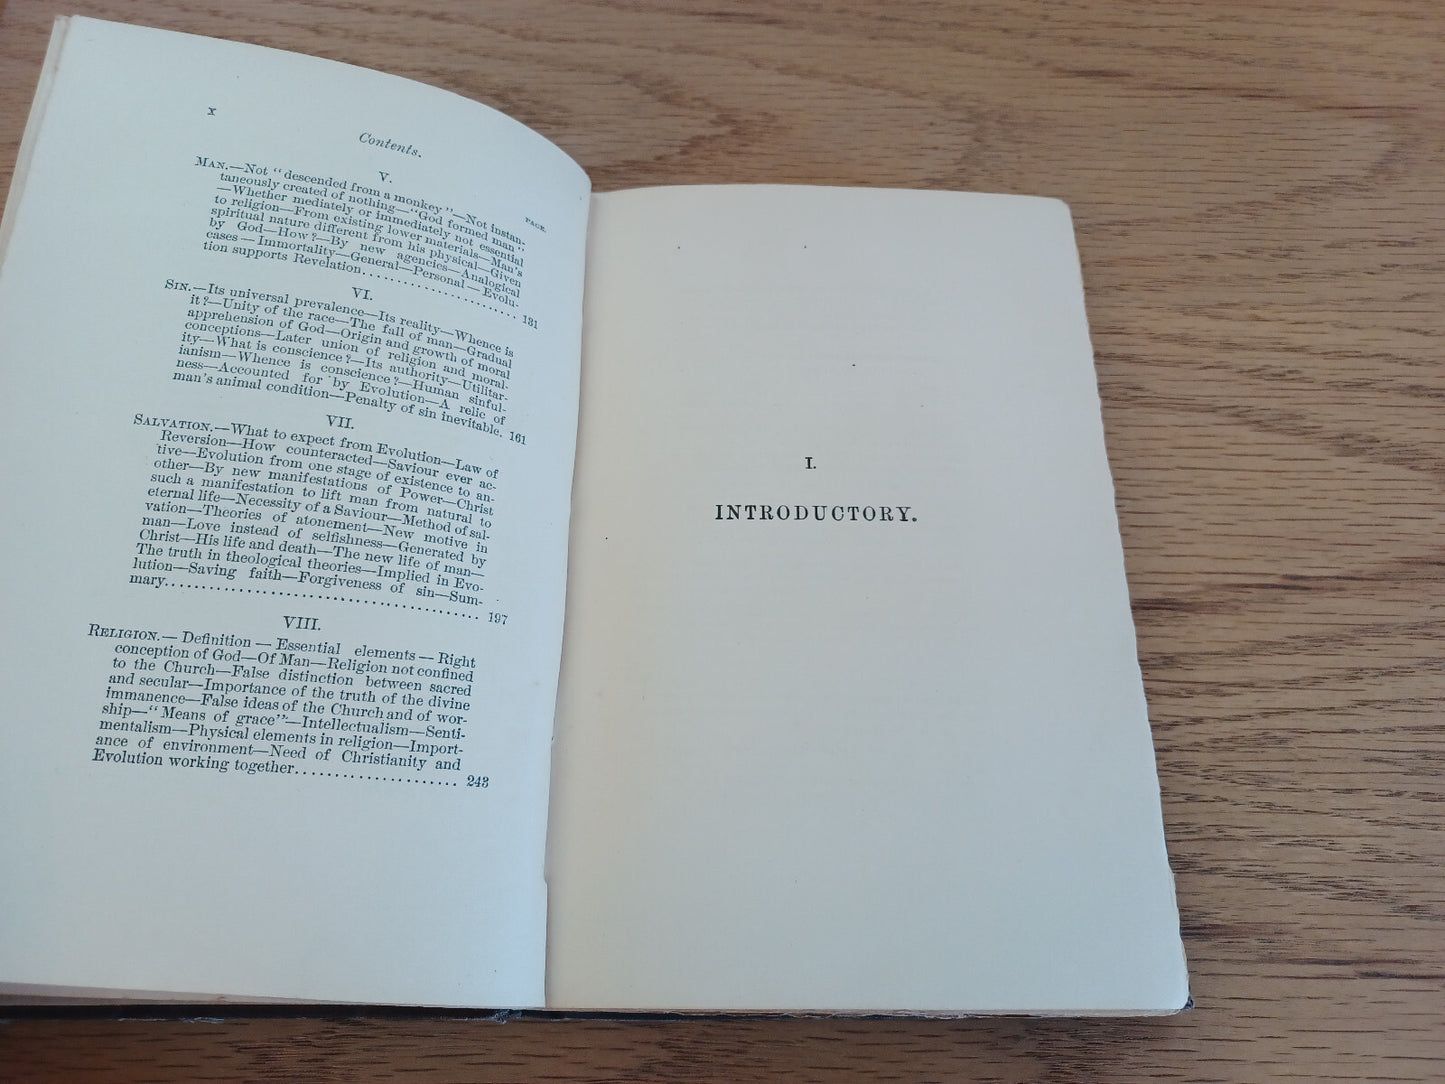 x
Contents.
PAGE.
V.
MAN.—Not "descended from a monkey"—Not instan-
taneously created of nothing—"God formed man"
—Whether mediately or immediately not essential
to religion—From existing lower materials—Man's
spiritual nature different from his physical—Given
by God—How?—By new agencies—Analogical
cases—Immortality—General—Personal—Evolu-
tion supports Revelation.................... 131
VI.
SIN.—Its universal prevalence—Its reality—Whence is
it?—Unity of the race—The fall of man—Gradual
apprehension of God—Origin and growth of moral
conceptions—Later union of religion and moral-
ity—What is conscience?—Its authority—Utilitar-
ianism—Whence is conscience?—Human sinful-
ness—Accounted for by Evolution—A relic of
man's animal condition—Penalty of sin inevitable. 161
VII.
SALVATION.—What to expect from Evolution—Law of
Reversion—How counteracted—Saviour ever ac-
tive—Evolution from one stage of existence to an-
other—By new manifestations of Power—Christ
such a manifestation to lift man from natural to
eternal life—Necessity of a Saviour—Method of sal-
vation—Theories of atonement—New motive in
man—Love instead of selfishness—Generated by
Christ—His life and death—The new life of man—
The truth in theological theories—Implied in Evo-
lution—Saving faith—Forgiveness of sin—Sum-
mary........................................ 197
VIII.
RELIGION.—Definition—Essential elements—Right
conception of God—Of Man—Religion not confined
to the Church—False distinction between sacred
and secular—Importance of the truth of the divine
immanence—False ideas of the Church and of wor-
ship—"Means of grace"—Intellectualism—Senti-
mentalism—Physical elements in religion—Import-
ance of environment—Need of Christianity and
Evolution working together..................... 243
I.
INTRODUCTORY.